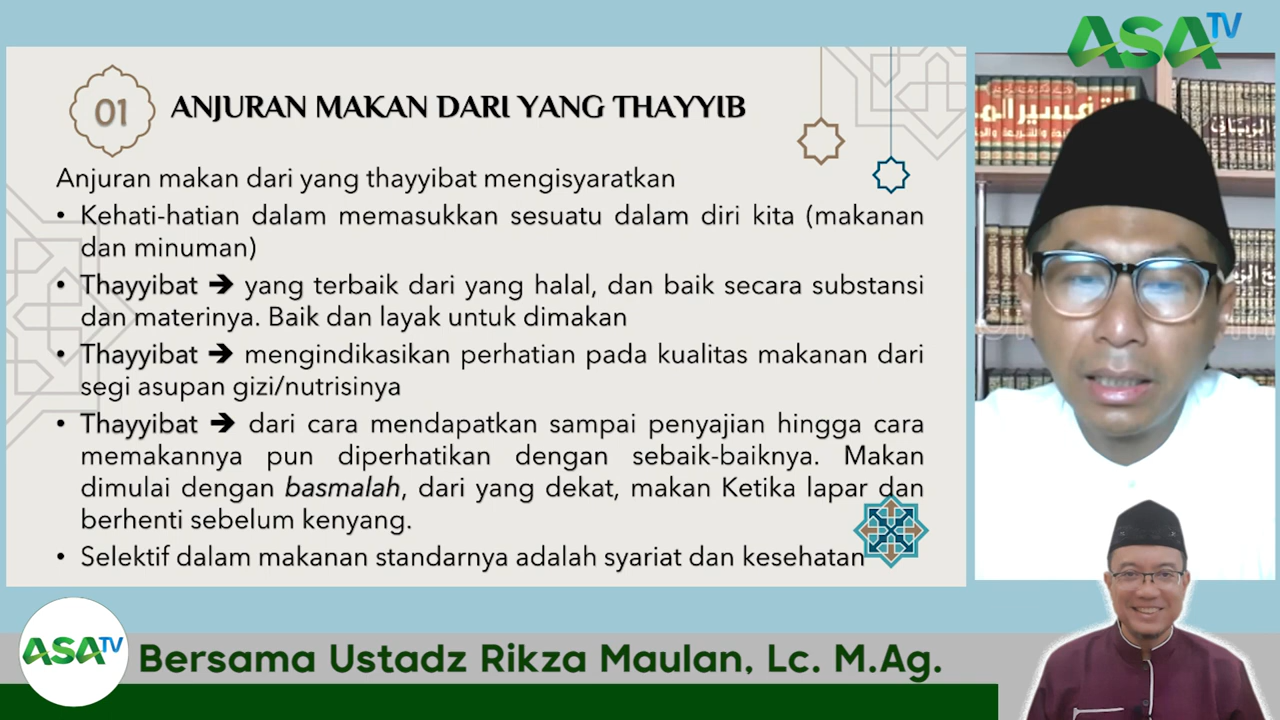 ASA TV
01
ANJURAN MAKAN DARI YANG THAYYIB
Anjuran makan dari yang thayyibat mengisyaratkan
• Kehati-hatian dalam memasukkan sesuatu dalam diri kita (makanan
dan minuman)
• Thayyibat ➔ yang terbaik dari yang halal, dan baik secara substansi
dan materinya. Baik dan layak untuk dimakan
• Thayyibat ➔ mengindikasikan perhatian pada kualitas makanan dari
segi asupan gizi/nutrisinya
• Thayyibat ➔ dari cara mendapatkan sampai penyajian hingga cara
memakannya pun diperhatikan dengan sebaik-baiknya. Makan
dimulai dengan basmalah, dari yang dekat, makan Ketika lapar dan
berhenti sebelum kenyang.
• Selektif dalam makanan standarnya adalah syariat dan kesehatan
ASA TV
Bersama Ustadz Rikza Maulan, Lc. M.Ag.